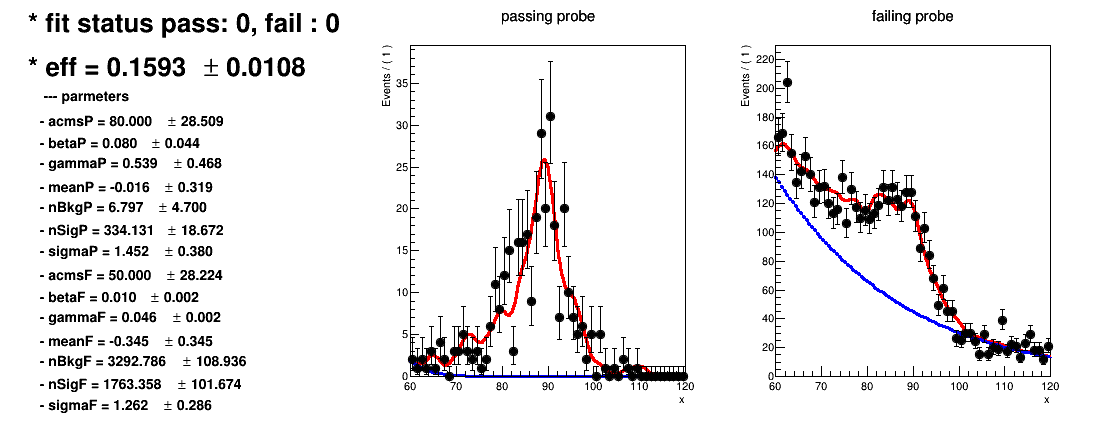 * fit status pass: 0, fail : 0
* eff = 0.1593 ± 0.0108
--- parmeters
- acmsP = 80.000 ± 28.509
- betaP = 0.080 ± 0.044
- gammaP = 0.539 ± 0.468
- meanP = -0.016 ± 0.319
- nBkgP = 6.797 ± 4.700
- nSigP = 334.131 ± 18.672
- sigmaP = 1.452 ± 0.380
- acmsF = 50.000 ± 28.224
- betaF = 0.010 ± 0.002
- gammaF = 0.046 ± 0.002
- meanF = -0.345 ± 0.345
- nBkgF = 3292.786 ± 108.936
- nSigF = 1763.358 ± 101.674
- sigmaF = 1.262 ± 0.286
passing probe
Events / ( 1 )
35
30
25
20
15
10
5
0
60 70 80 90 100 110 120
x
failing probe
Events / ( 1 )
220
200
180
160
140
120
100
80
60
40
20
0
60 70 80 90 100 110 120
x